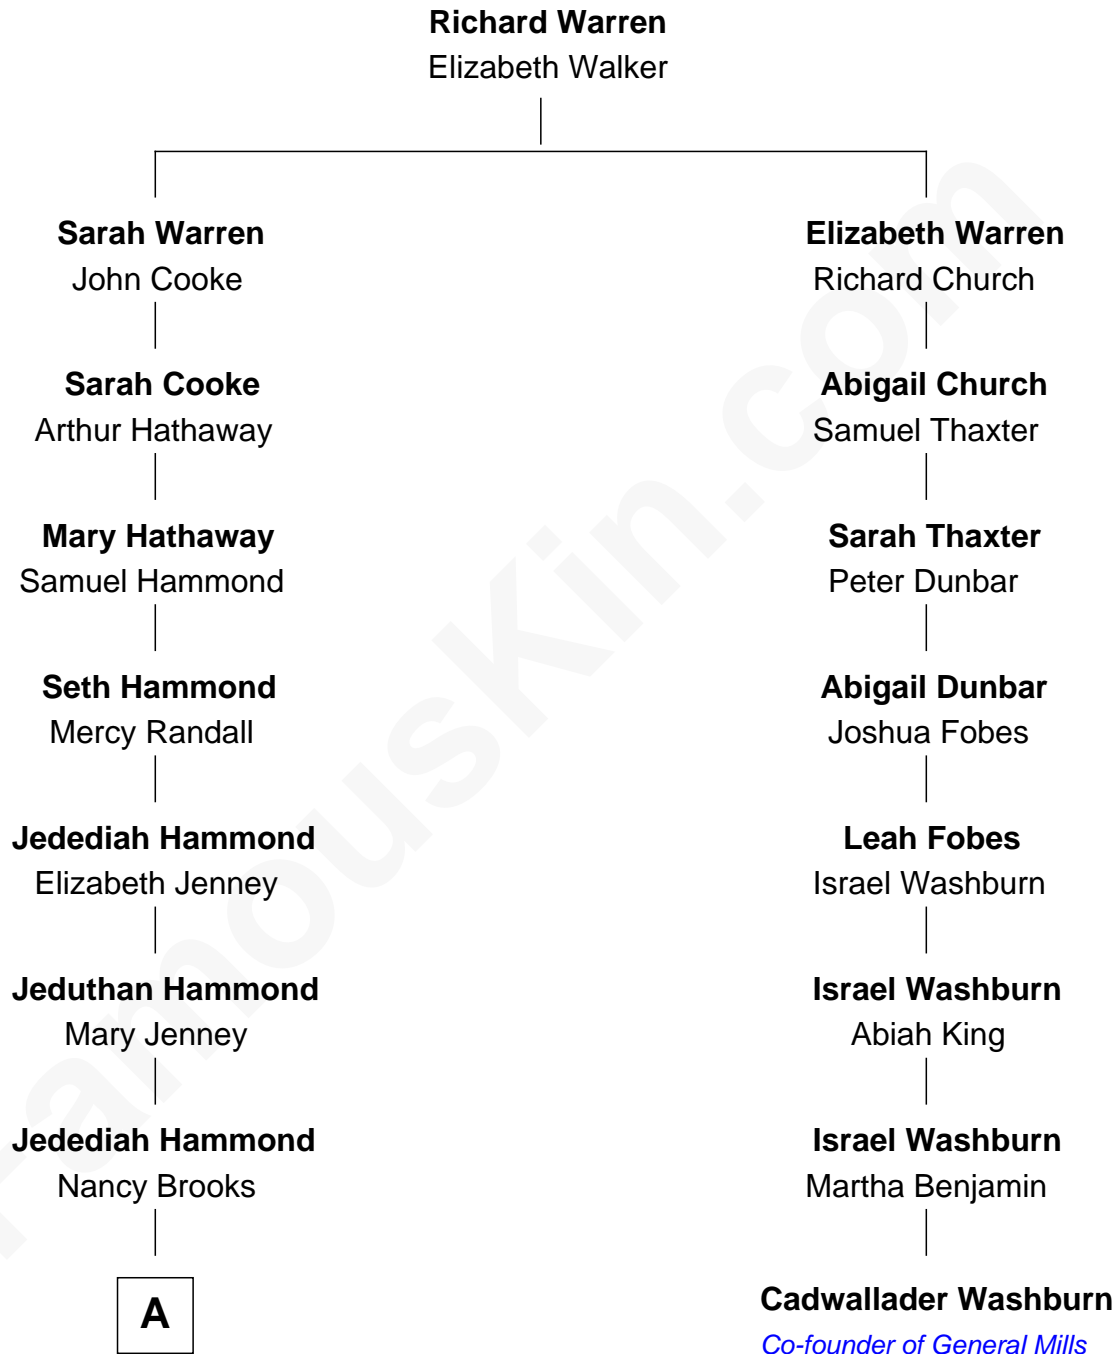 Richard Warren
Elizabeth Walker
Sarah Warren
John Cooke
Elizabeth Warren
Richard Church
Sarah Cooke
Arthur Hathaway
Abigail Church
Samuel Thaxter
Mary Hathaway
Samuel Hammond
Sarah Thaxter
Peter Dunbar
Seth Hammond
Mercy Randall
Abigail Dunbar
Joshua Fobes
Jedediah Hammond
Elizabeth Jenney
Leah Fobes
Israel Washburn
Jeduthan Hammond
Mary Jenney
Israel Washburn
Abiah King
Jedediah Hammond
Nancy Brooks
Israel Washburn
Martha Benjamin
A
Cadwallader Washburn
Co-founder of General Mills
FamousKin.com